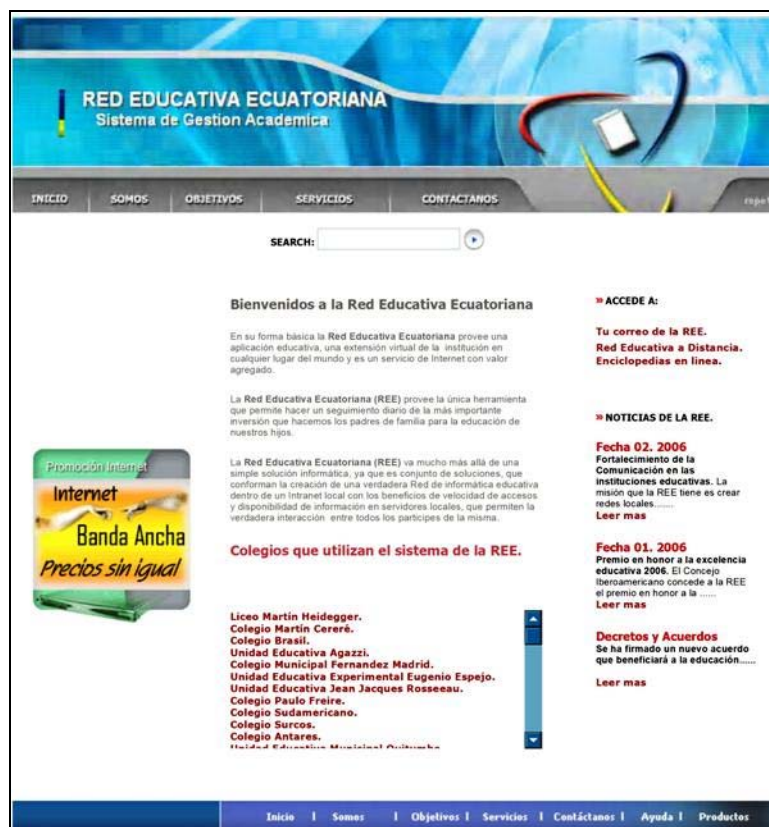 RED EDUCATIVA ECUATORIANA
Sistema de Gestion Academica
INICIO SOMOS OBJETIVOS SERVICIOS CONTACTANOS
SEARCH:
Bienvenidos a la Red Educativa Ecuatoriana
En su forma básica la Red Educativa Ecuatoriana provee una
aplicación educativa, una extensión virtual de la institución en
cualquier lugar del mundo y es un servicio de Internet con valor
agregado.
La Red Educativa Ecuatoriana (REE) provee la única herramienta
que permite hacer un seguimiento diario de la más importante
inversión que hacemos los padres de familia para la educación de
nuestros hijos.
La Red Educativa Ecuatoriana (REE) va mucho más allá de una
simple solución informática, ya que es conjunto de soluciones, que
conforman la creación de una verdadera Red de informática educativa
dentro de un Intranet local con los beneficios de velocidad de accesos
y disponibilidad de información en servidores locales, que permiten la
verdadera interacción entre todos los participes de la misma.
Colegios que utilizan el sistema de la REE.
Liceo Martín Heidegger.
Colegio Martín Cereré.
Colegio Brasil.
Unidad Educativa Agazzi.
Colegio Municipal Fernandez Madrid.
Unidad Educativa Experimental Eugenio Espejo.
Unidad Educativa Jean Jacques Rosseeau.
Colegio Paulo Freire.
Colegio Sudamericano.
Colegio Surcos.
Colegio Antares.
Unidad Educativa Municipal Quitumbe
Promoción Internet
Internet
Banda Ancha
Precios sin igual
» ACCEDE A:
Tu correo de la REE.
Red Educativa a Distancia.
Enciclopedias en linea.
» NOTICIAS DE LA REE.
Fecha 02. 2006
Fortalecimiento de la
Comunicación en las
instituciones educativas. La
misión que la REE tiene es crear
redes locales.......
Leer mas
Fecha 01. 2006
Premio en honor a la excelencia
educativa 2006. El Concejo
Iberoamericano concede a la REE
el premio en honor a la ......
Leer mas
Decretos y Acuerdos
Se ha firmado un nuevo acuerdo
que beneficiará a la educación......
Leer mas
Inicio | Somos | Objetivos | Servicios | Contáctanos | Ayuda | Productos